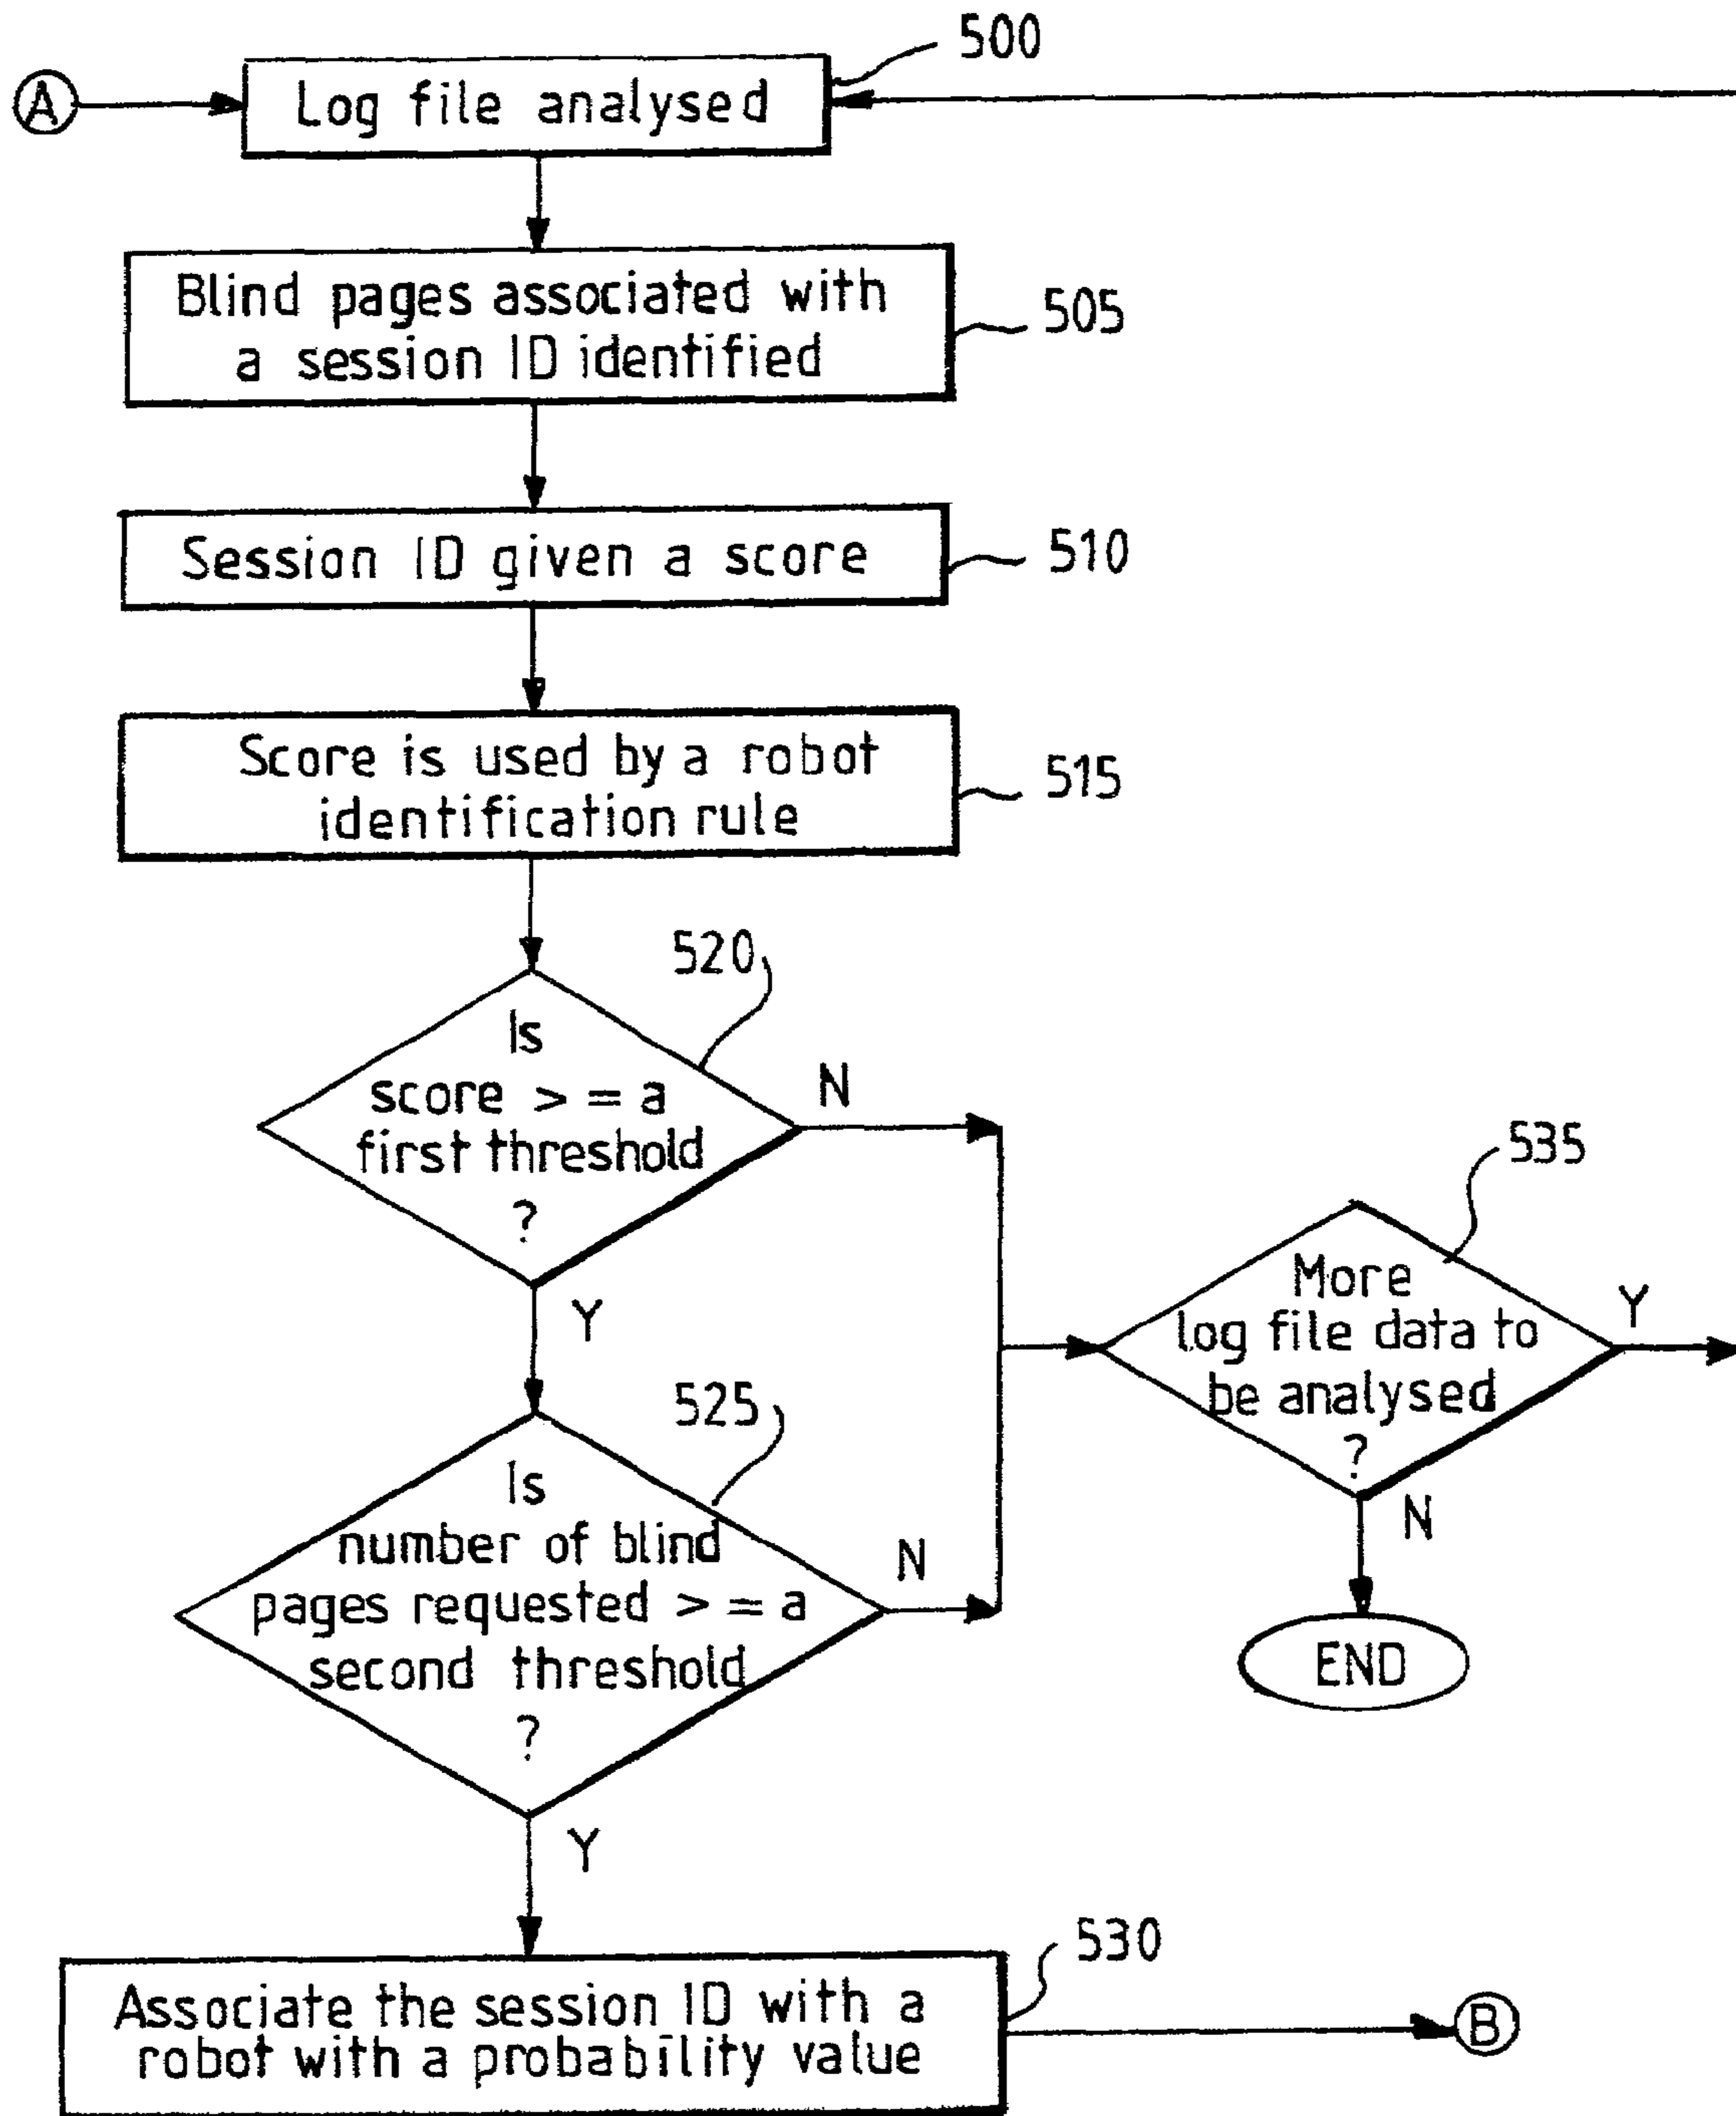 500
A
Log file analysed
Blind pages associated with
a session ID identified
505
Session ID given a score
510
Score is used by a robot
identification rule
515
520
Is
score > = a
first threshold
?
N
Y
535
More
log file data to
be analysed
?
Y
N
END
525
Is
number of blind
pages requested > = a
second threshold
?
N
Y
530
Associate the session ID with a
robot with a probability value
B